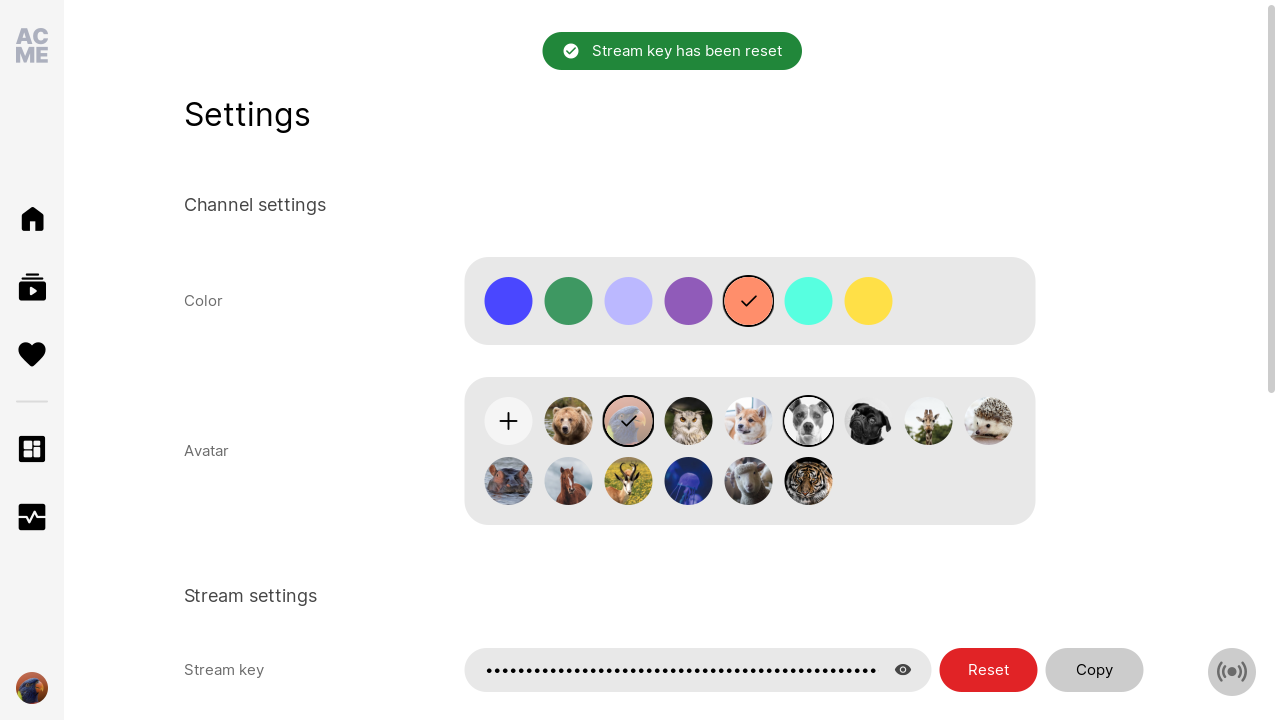 AC
ME
Stream key has been reset
Settings
Channel settings
Color
Avatar
Stream settings
Stream key
Reset
Copy